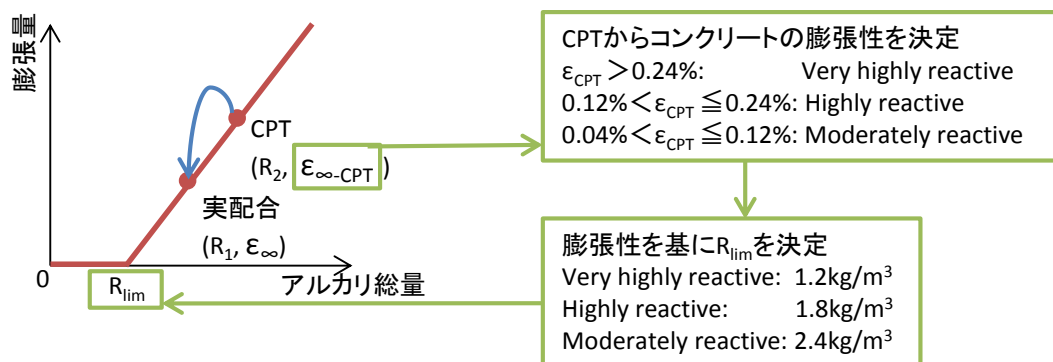 膨張量
CPT
(R₂, ε∞-CPT)
実配合
(R₁, ε∞)
0
Rlim
アルカリ総量
CPTからコンクリートの膨張性を決定
εCPT＞0.24%: Very highly reactive
0.12%＜εCPT≦0.24%: Highly reactive
0.04%＜εCPT≦0.12%: Moderately reactive
膨張性を基にRlimを決定
Very highly reactive: 1.2kg/m³
Highly reactive: 1.8kg/m³
Moderately reactive: 2.4kg/m³